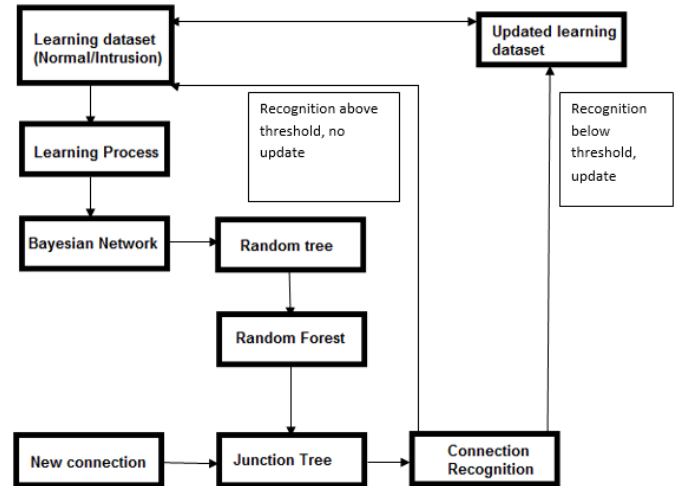 Learning dataset
(Normal/Intrusion)
Updated learning
dataset
Recognition above
threshold, no
update
Recognition
below
threshold,
update
Learning Process
Bayesian Network
Random tree
Random Forest
New connection
Junction Tree
Connection
Recognition